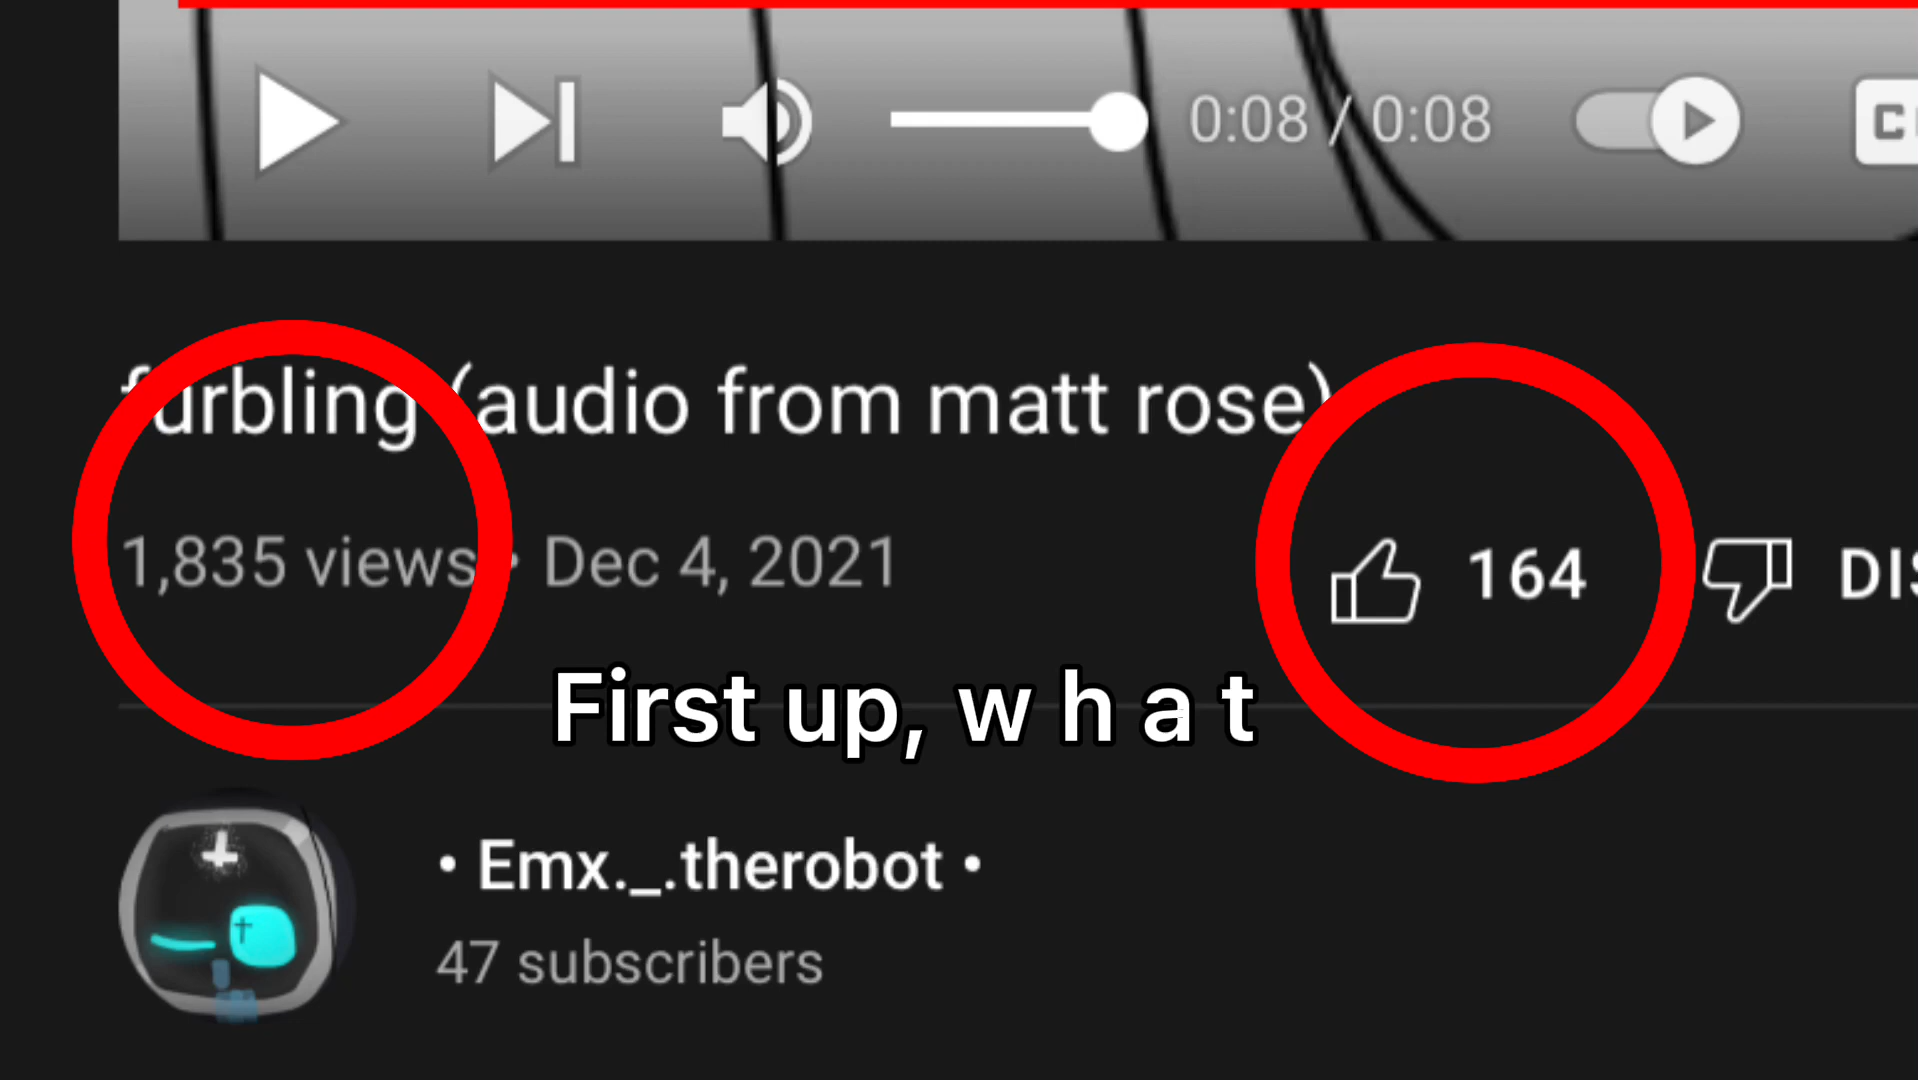 0:08 / 0:08
furbling (audio from matt rose)
1,835 views • Dec 4, 2021
164
First up, w h a t
• Emx._.therobot •
47 subscribers